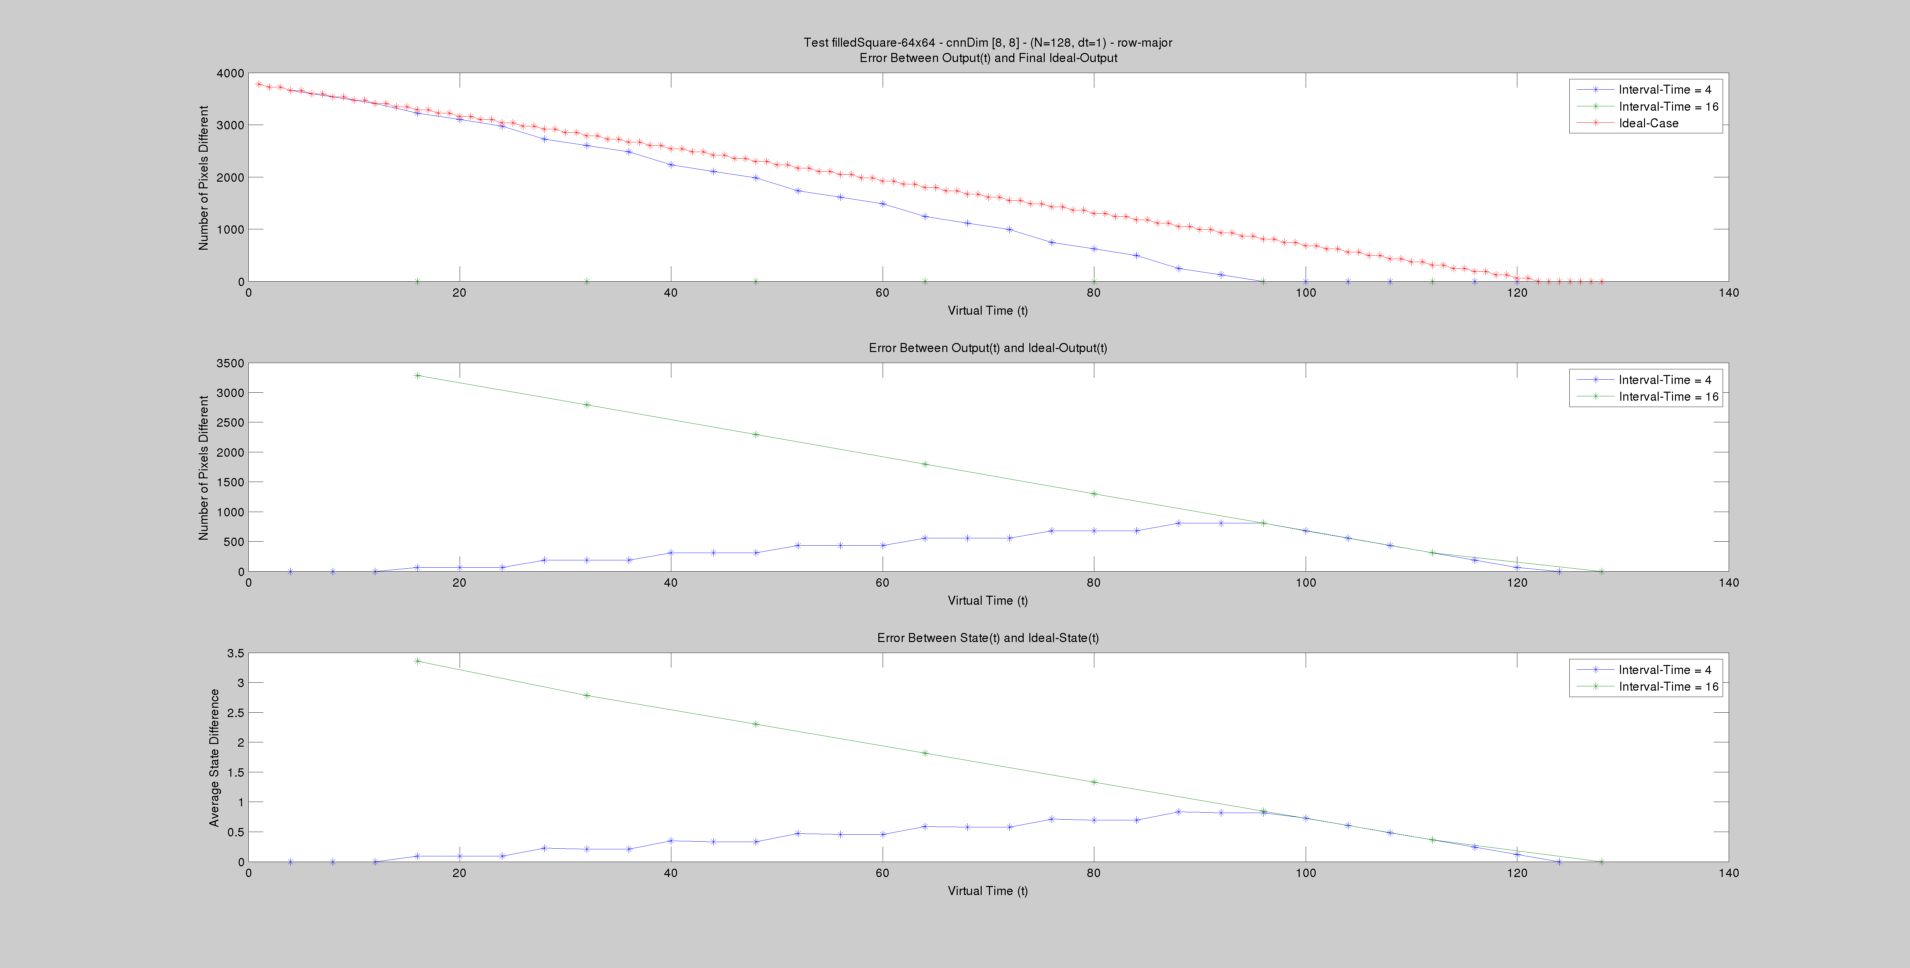 Test filledSquare-64x64 - cnnDim [8, 8] - (N=128, dt=1) - row-major
Error Between Output(t) and Final Ideal-Output
Number of Pixels Different
4000
3000
2000
1000
0
0 20 40 60 80 100 120 140
Virtual Time (t)
Interval-Time = 4
Interval-Time = 16
Ideal-Case
Error Between Output(t) and Ideal-Output(t)
Number of Pixels Different
3500
3000
2500
2000
1500
1000
500
0
0 20 40 60 80 100 120 140
Virtual Time (t)
Interval-Time = 4
Interval-Time = 16
Error Between State(t) and Ideal-State(t)
Average State Difference
3.5
3
2.5
2
1.5
1
0.5
0
0 20 40 60 80 100 120 140
Virtual Time (t)
Interval-Time = 4
Interval-Time = 16